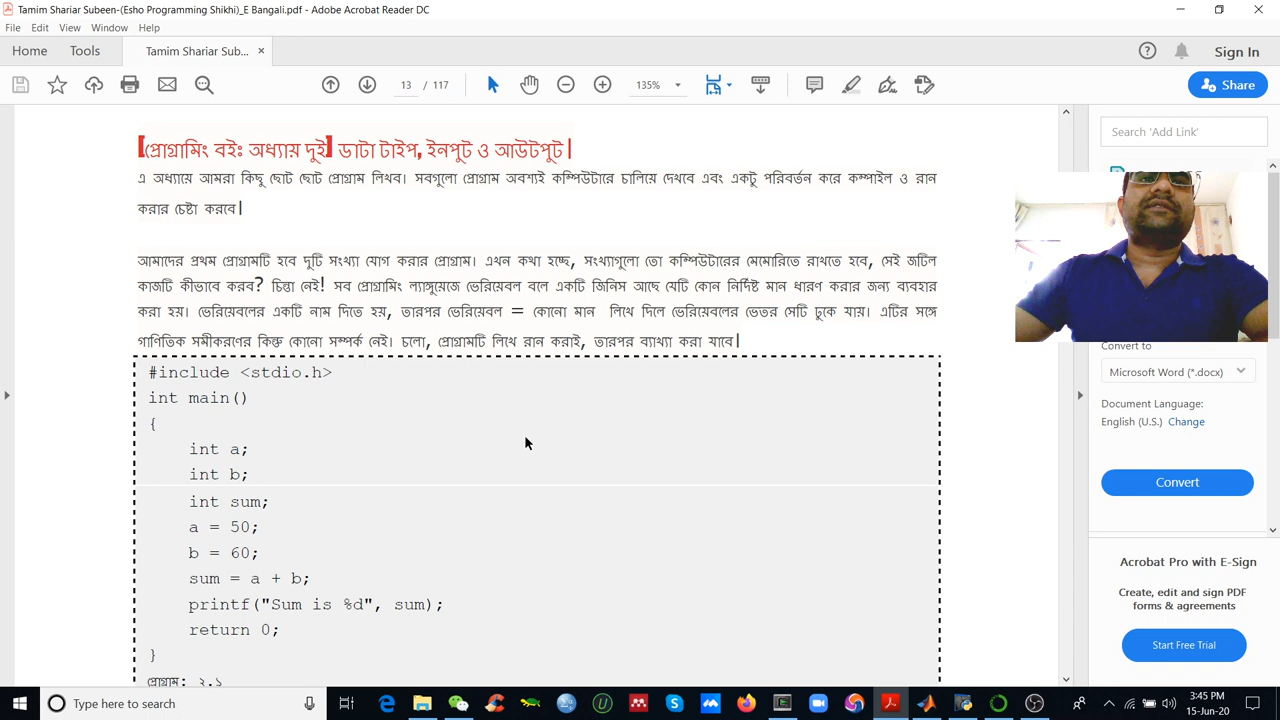 Tamim Shariar Subeen-(Esho Programming Shikhi)_E Bangali.pdf - Adobe Acrobat Reader DC
File Edit View Window Help
Home Tools Tamim Shariar Sub... × Sign In
13 / 117 135% Share
Search 'Add Link'
[প্রোগ্রামিং বইঃ অধ্যায় দুই] ডাটা টাইপ, ইনপুট ও আউটপুট|
এ অধ্যায়ে আমরা কিছু ছোট ছোট প্রোগ্রাম লিখব। সবগুলো প্রোগ্রাম অবশ্যই কম্পিউটারে চালিয়ে দেখবে এবং একটু পরিবর্তন করে কম্পাইল ও রান
করার চেষ্টা করবে|
আমাদের প্রথম প্রোগ্রামটি হবে দুটি সংখ্যা যোগ করার প্রোগ্রাম। এখন কথা হচ্ছে, সংখ্যাগুলো তো কম্পিউটারের মেমোরিতে রাখতে হবে, সেই জটিল
কাজটি কীভাবে করব? চিন্তা নেই! সব প্রোগ্রামিং ল্যাঙ্গুয়েজে ভেরিয়েবল বলে একটি জিনিস আছে যেটি কোন নির্দিষ্ট মান ধারণ করার জন্য ব্যবহার
করা হয়। ভেরিয়েবলের একটি নাম দিতে হয়, তারপর ভেরিয়েবল = কোনো মান লিখে দিলে ভেরিয়েবলের ভেতর সেটি ঢুকে যায়। এটির সঙ্গে
গাণিতিক সমীকরণের কিন্তু কোনো সম্পর্ক নেই। চলো, প্রোগ্রামটি লিখে রান করাই, তারপর ব্যাখ্যা করা যাবে|
#include <stdio.h>
int main()
{
int a;
int b;
int sum;
a = 50;
b = 60;
sum = a + b;
printf("Sum is %d", sum);
return 0;
}
প্রোগ্রাম: ২.১
Convert to
Microsoft Word (*.docx)
Document Language:
English (U.S.) Change
Convert
Acrobat Pro with E-Sign
Create, edit and sign PDF
forms & agreements
Start Free Trial
Type here to search
3:45 PM
15-Jun-20